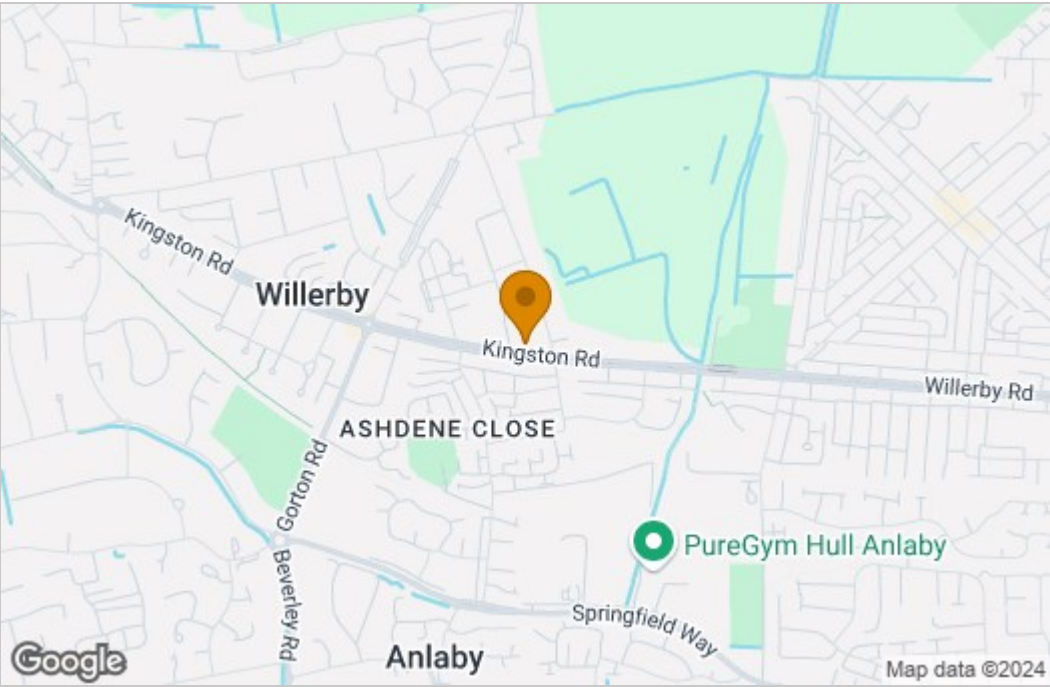 Kingston Rd
Willerby
Kingston Rd
Willerby Rd
ASHDENE CLOSE
Gorton Rd
PureGym Hull Anlaby
Beverley Rd
Springfield Way
Anlaby
Google
Map data ©2024